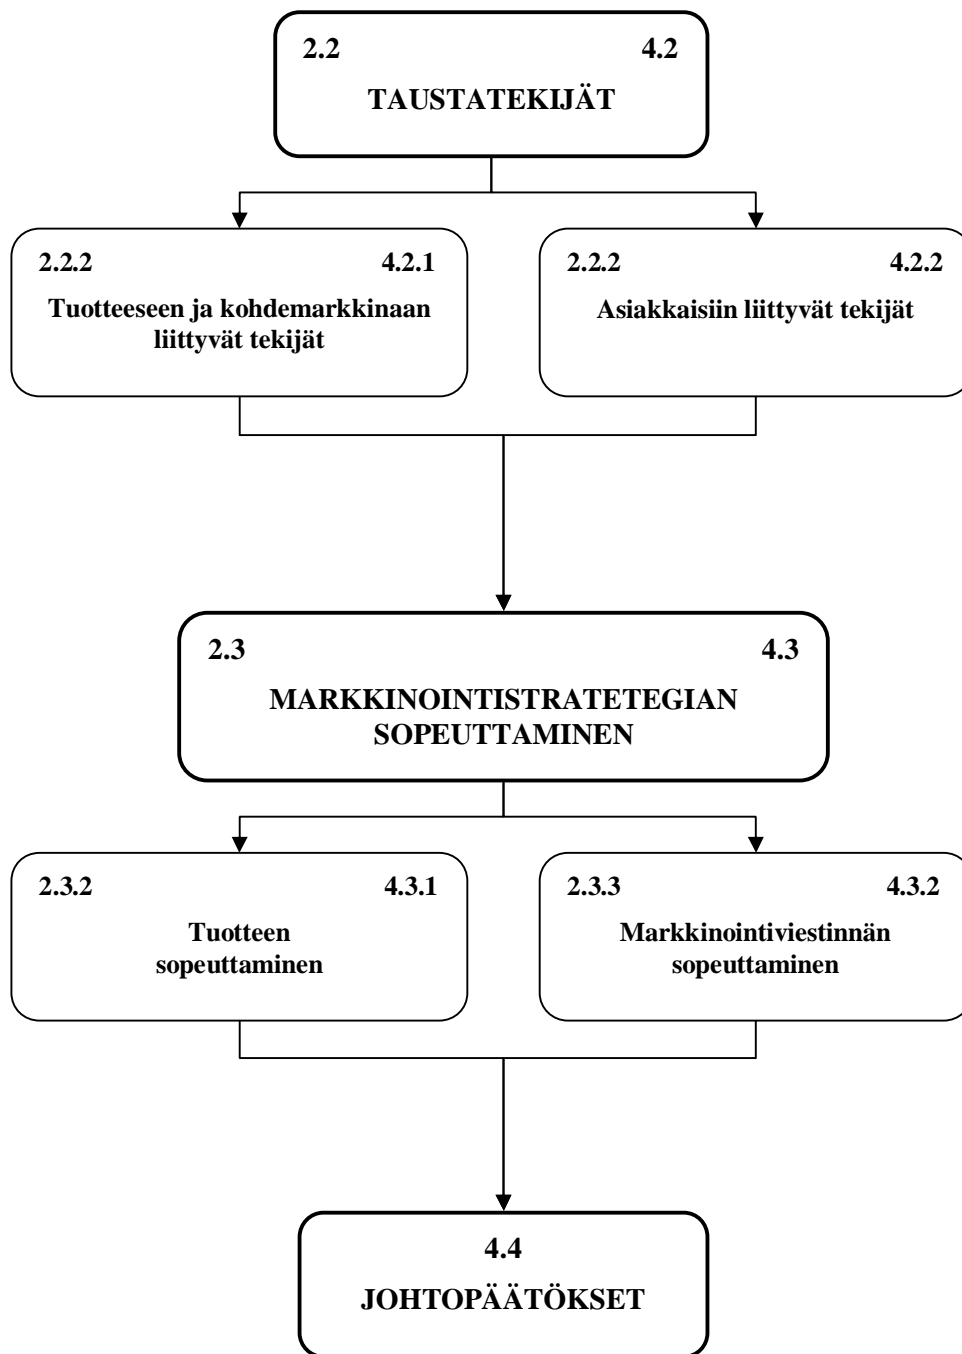 2.2 4.2
TAUSTATEKIJÄT
2.2.2 4.2.1
Tuotteeseen ja kohdemarkkinaan
liittyvät tekijät
2.2.2 4.2.2
Asiakkaisiin liittyvät tekijät
2.3 4.3
MARKKINOINTISTRATETEGIAN
SOPEUTTAMINEN
2.3.2 4.3.1
Tuotteen
sopeuttaminen
2.3.3 4.3.2
Markkinointiviestinnän
sopeuttaminen
4.4
JOHTOPÄÄTÖKSET